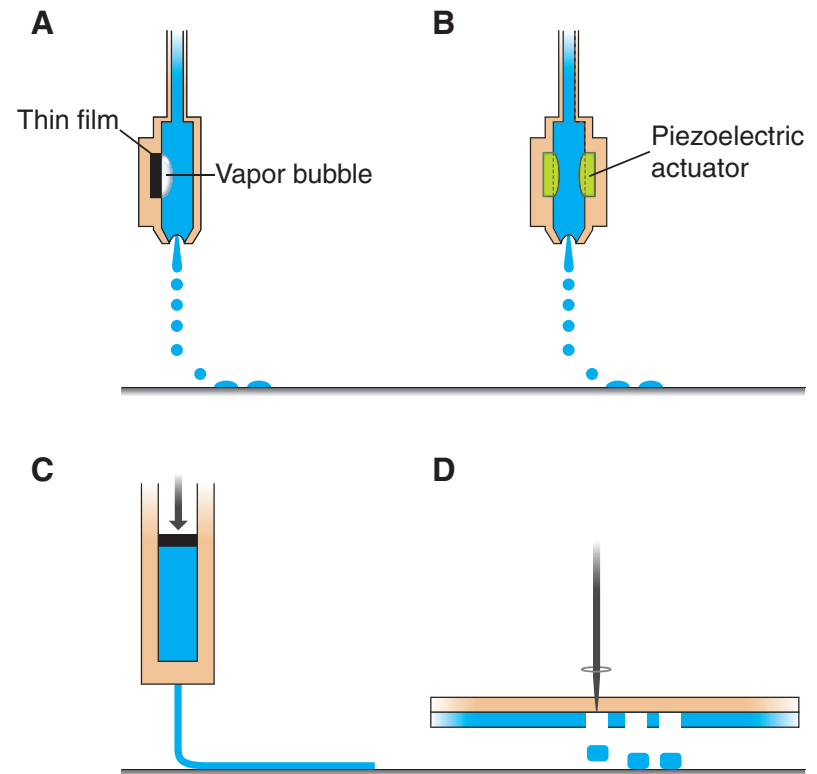 A
B
Thin film
Vapor bubble
Piezoelectric
actuator
C
D